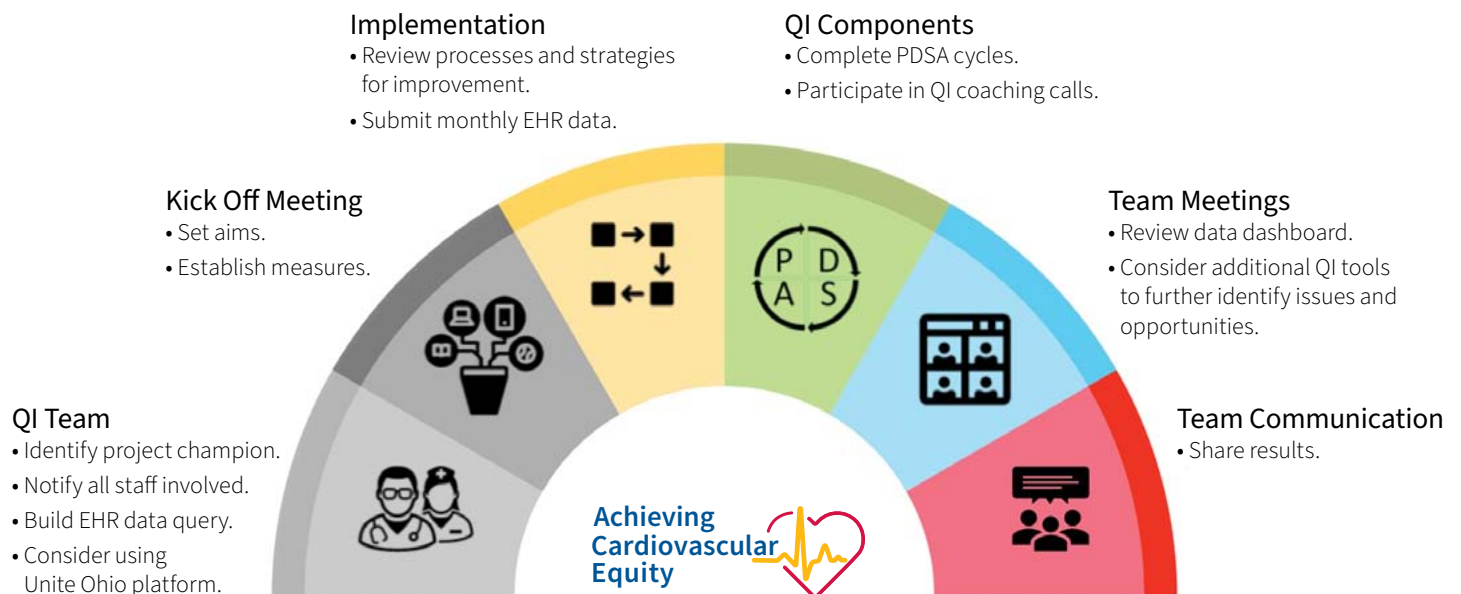 Implementation
• Review processes and strategies
for improvement.
• Submit monthly EHR data.
QI Components
• Complete PDSA cycles.
• Participate in QI coaching calls.
Kick Off Meeting
• Set aims.
• Establish measures.
Team Meetings
• Review data dashboard.
• Consider additional QI tools
to further identify issues and
opportunities.
QI Team
• Identify project champion.
• Notify all staff involved.
• Build EHR data query.
• Consider using
Unite Ohio platform.
Team Communication
• Share results.
P D
A S
Achieving
Cardiovascular
Equity